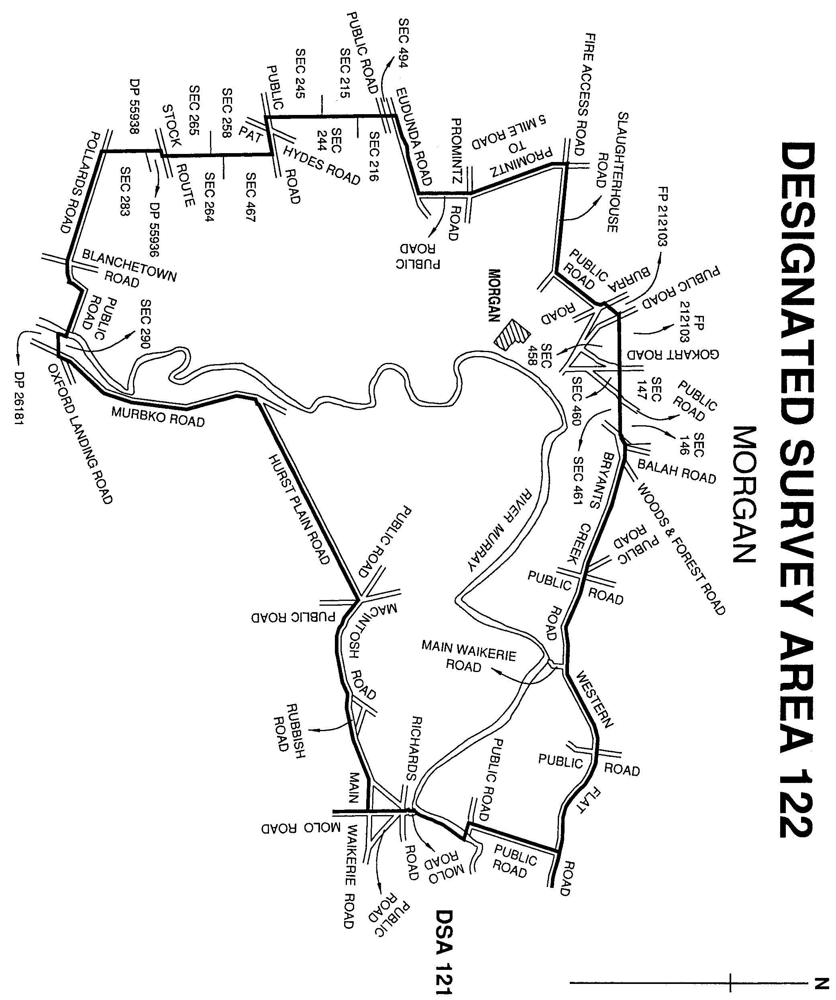 DESIGNATED SURVEY AREA 122
MORGAN
N
FIRE ACCESS ROAD
SLAUGHTERHOUSE
ROAD
FP 212103
PUBLIC ROAD
BURRA
ROAD
PUBLIC
ROAD
FP
212103
GOKART ROAD
SEC
458
SEC
147
PUBLIC
ROAD
SEC 460
SEC
146
SEC 461
BALAH ROAD
WOODS & FOREST ROAD
BRYANTS
CREEK
ROAD
PUBLIC
ROAD
PUBLIC
ROAD
MAIN WAIKERIE
ROAD
WESTERN
FLAT
ROAD
PUBLIC
ROAD
PUBLIC
ROAD
PUBLIC ROAD
PROMINTZ
TO
5 MILE ROAD
PROMINTZ
ROAD
PUBLIC
ROAD
EUDUNDA ROAD
SEC 494
PUBLIC ROAD
MORGAN
RIVER MURRAY
SEC 215
SEC 216
SEC 245
SEC
244
PUBLIC
ROAD
PAT
HYDES ROAD
SEC 258
SEC 467
SEC 265
SEC 264
STOCK
ROUTE
DP 55938
DP 55936
SEC 283
POLLARDS ROAD
BLANCHETOWN
ROAD
PUBLIC
ROAD
SEC 290
DP 26181
OXFORD LANDING ROAD
MURBKO ROAD
HURST PLAIN ROAD
PUBLIC ROAD
PUBLIC ROAD
MACINTOSH
ROAD
RUBBISH
ROAD
RICHARDS
ROAD
MAIN
WAIKERIE ROAD
MOLO ROAD
MOLO
ROAD
PUBLIC
ROAD
DSA 121